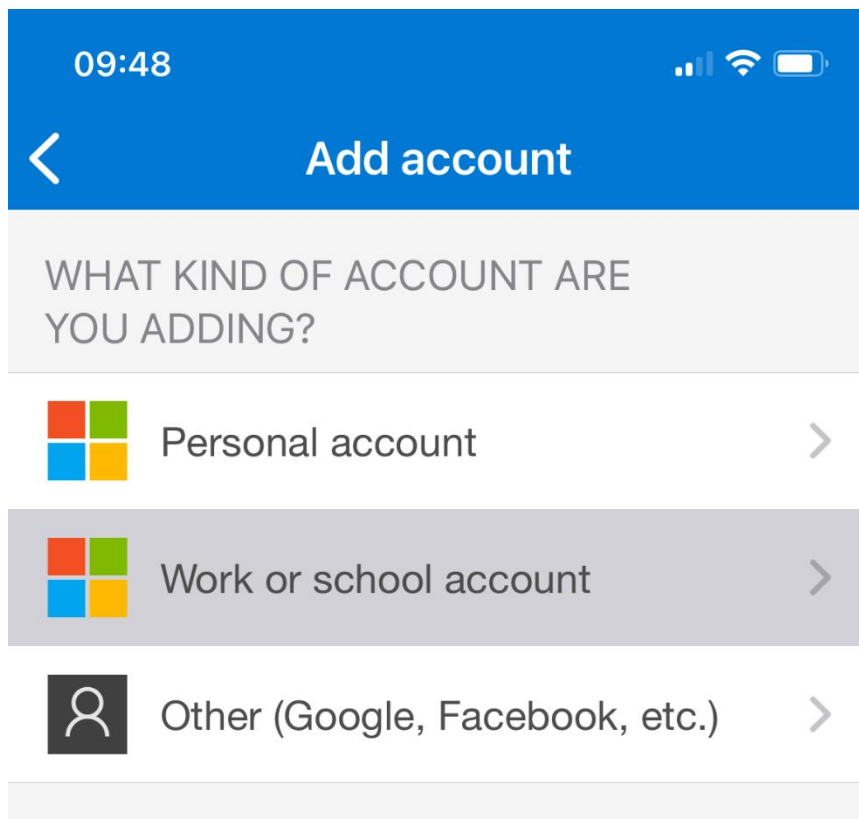 09:48
Add account
WHAT KIND OF ACCOUNT ARE
YOU ADDING?
Personal account
Work or school account
Other (Google, Facebook, etc.)